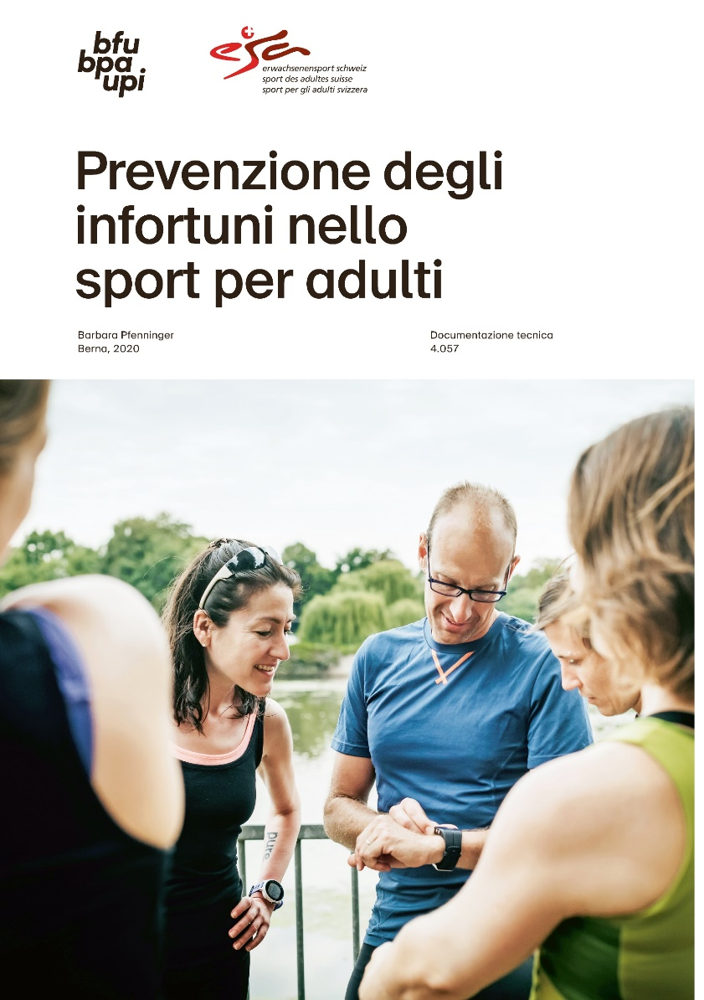 bfu
bpa
upi
esa
erwachsenensport schweiz
sport des adultes suisse
sport per gli adulti svizzera
Prevenzione degli
infortuni nello
sport per adulti
Barbara Pfenninger
Berna, 2020
Documentazione tecnica
4.057
pure